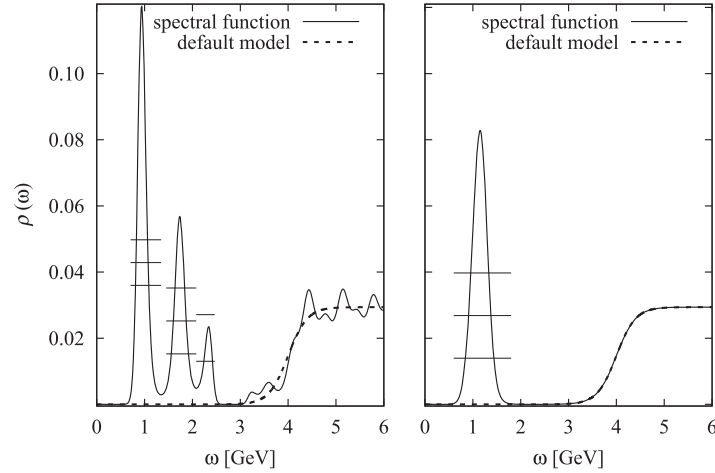 spectral function
default model
spectral function
default model
0.10
0.08
0.06
0.04
0.02
ρ(ω)
0 1 2 3 4 5 6
0 1 2 3 4 5 6
ω [GeV]
ω [GeV]